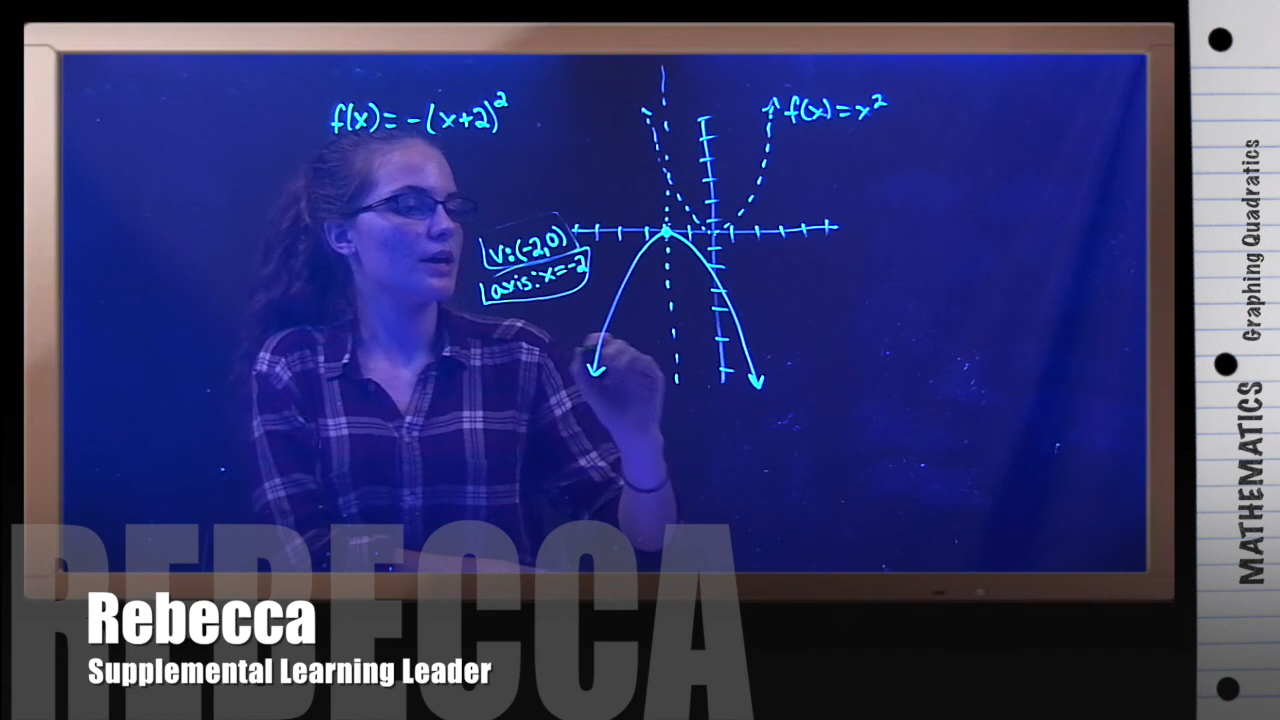 f(x) = -(x+2)²
f(x) = x²
v: (-2,0)
axis: x=-2
REBECCA
Rebecca
Supplemental Learning Leader
MATHEMATICS Graphing Quadratics